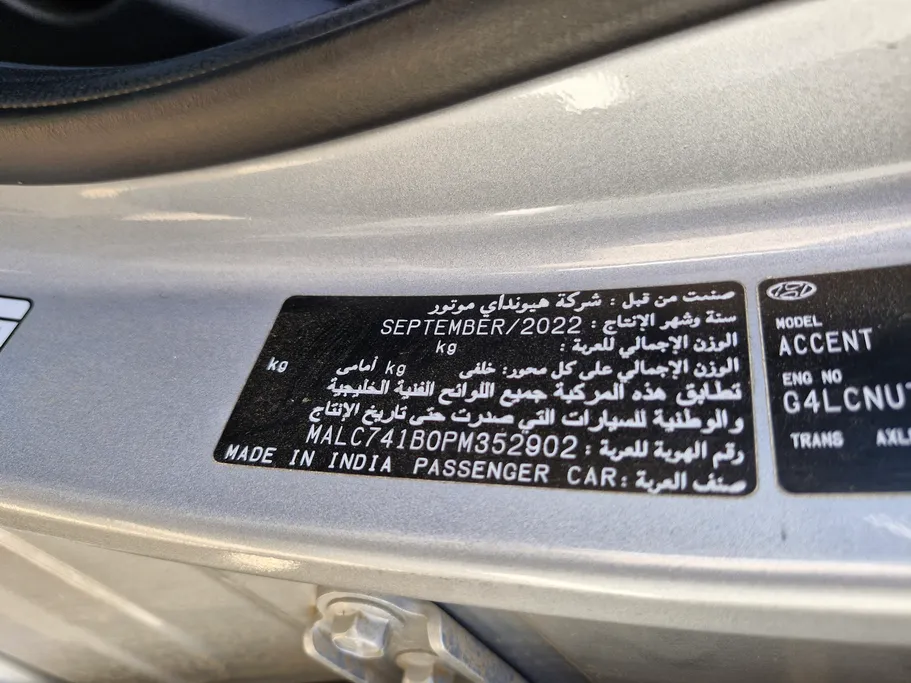 صنعت من قبل : شركة هيونداي موتور
سنة وشهر الإنتاج : SEPTEMBER/2022
الوزن الإجمالي للعربة : kg
الوزن الإجمالي على كل محور: خلفى kg أمامى kg
تطابق هذه المركبة جميع اللوائح الفنية الخليجية
والوطنية للسيارات التي صدرت حتى تاريخ الإنتاج
رقم الهوية للعربة : MALC741B0PM352902
صنف العربة : PASSENGER CAR MADE IN INDIA
MODEL
ACCENT
ENG NO
G4LCNU
TRANS